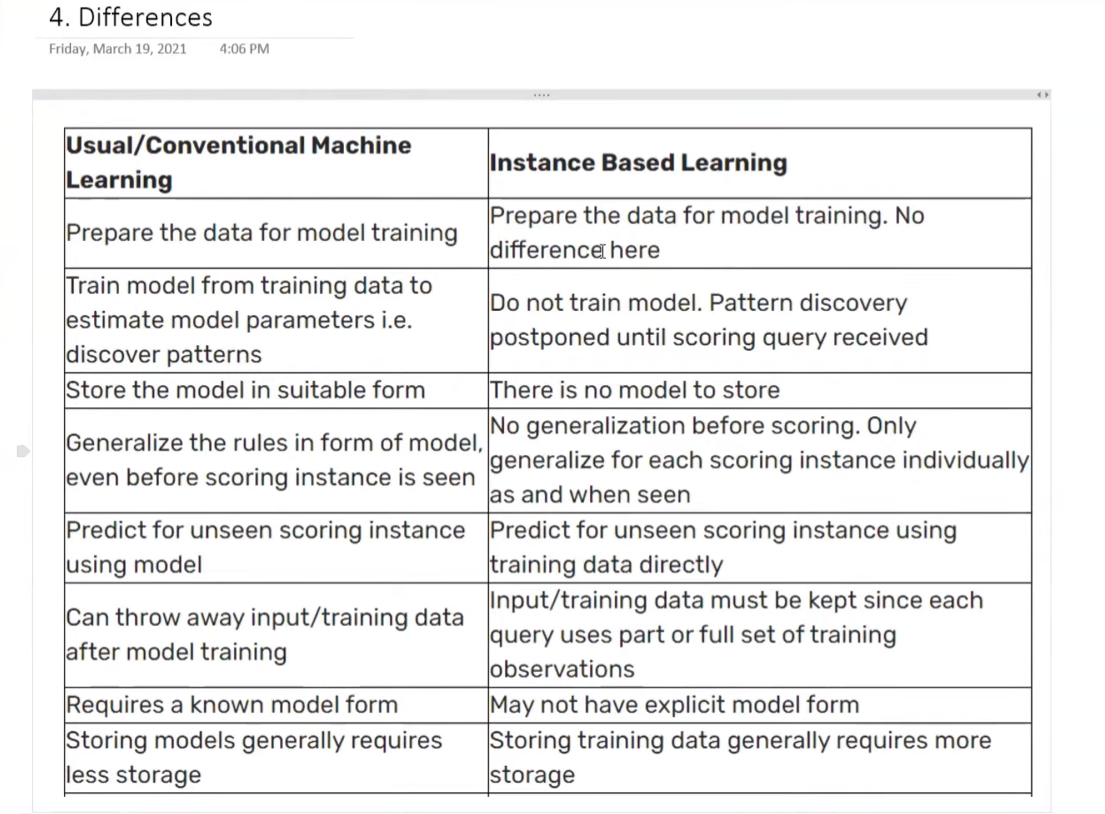 4. Differences
Friday, March 19, 2021 4:06 PM
Usual/Conventional Machine
Learning
Instance Based Learning
Prepare the data for model training
Prepare the data for model training. No
difference here
Train model from training data to
estimate model parameters i.e.
discover patterns
Do not train model. Pattern discovery
postponed until scoring query received
Store the model in suitable form
There is no model to store
Generalize the rules in form of model,
even before scoring instance is seen
No generalization before scoring. Only
generalize for each scoring instance individually
as and when seen
Predict for unseen scoring instance
using model
Predict for unseen scoring instance using
training data directly
Can throw away input/training data
after model training
Input/training data must be kept since each
query uses part or full set of training
observations
Requires a known model form
May not have explicit model form
Storing models generally requires
less storage
Storing training data generally requires more
storage